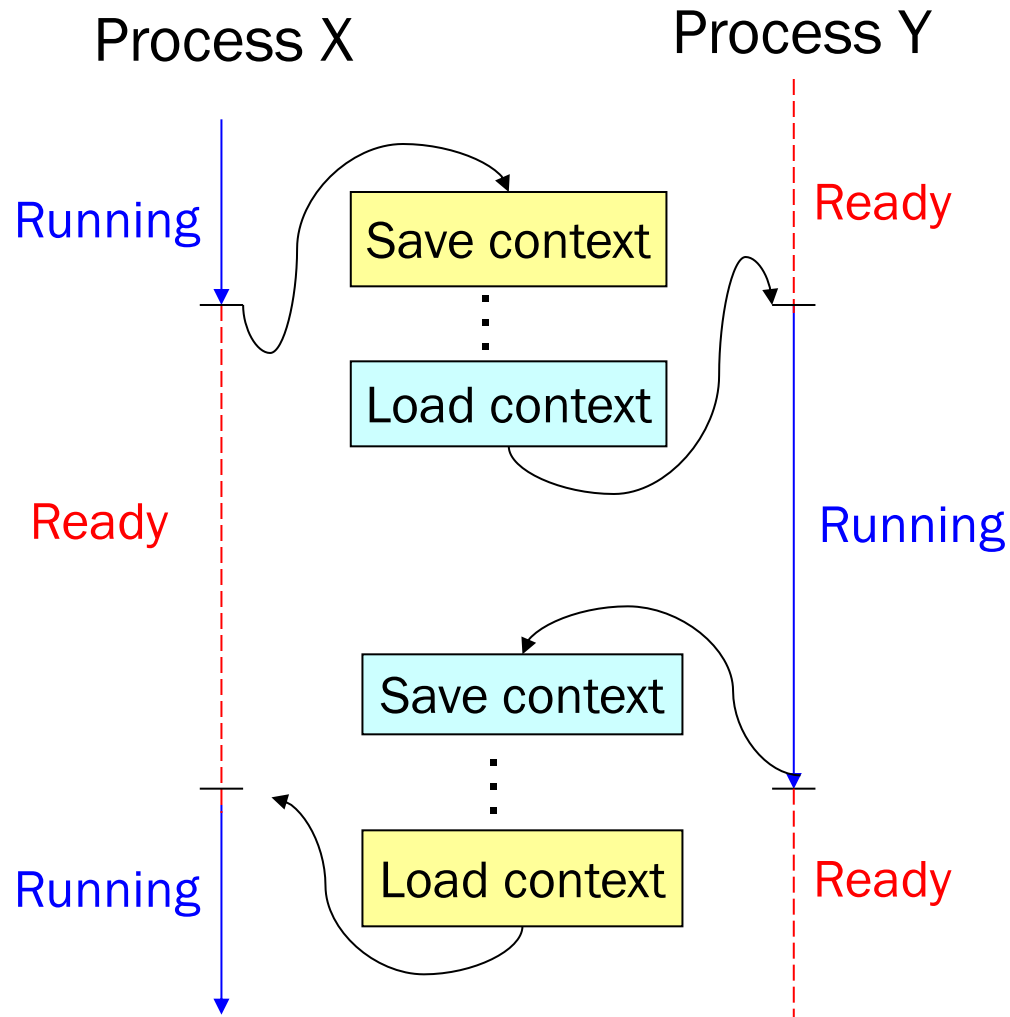 Process X
Process Y
Running
Save context
Ready
Load context
Ready
Running
Save context
Running
Load context
Ready